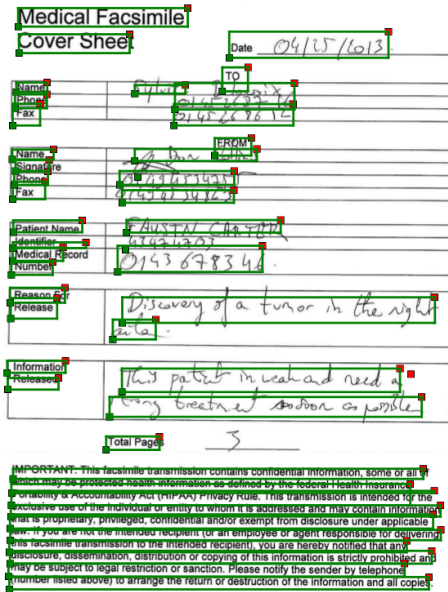 Medical Facsimile
Cover Sheet
Date 04/25/2013
TO
Name
Phone
Fax
FROM
Name
Signature
Phone
Fax
Patient Name FAUSTN CARTER
Identifier 43474703
Medical Record
Number 0143678346
Reason For
Release
Discovery of a tumor in the right
Information
Released
This patient is weak and need a
long treatment as soon as possible
Total Pages 3
IMPORTANT: This facsimile transmission contains confidential information, some or all of
which may be protected health information as defined by the federal Health Insurance
Portability & Accountability Act (HIPAA) Privacy Rule. This transmission is intended for the
exclusive use of the individual or entity to whom it is addressed and may contain information
that is proprietary, privileged, confidential and/or exempt from disclosure under applicable
law. If you are not the intended recipient (or an employee or agent responsible for delivering
this facsimile transmission to the intended recipient), you are hereby notified that any
disclosure, dissemination, distribution or copying of this information is strictly prohibited and
may be subject to legal restriction or sanction. Please notify the sender by telephone
(number listed above) to arrange the return or destruction of the information and all copies.